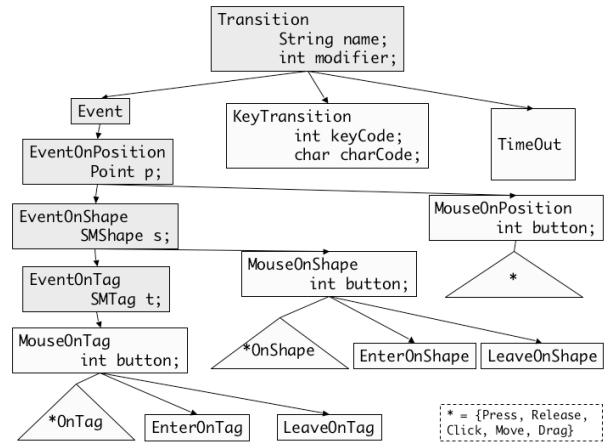 Transition
String name;
int modifier;
Event
KeyTransition
int keyCode;
char charCode;
TimeOut
EventOnPosition
Point p;
EventOnShape
SMShape s;
MouseOnPosition
int button;
EventOnTag
SMTag t;
MouseOnShape
int button;
*
MouseOnTag
int button;
*OnShape
EnterOnShape
LeaveOnShape
*OnTag
EnterOnTag
LeaveOnTag
* = {Press, Release,
Click, Move, Drag}